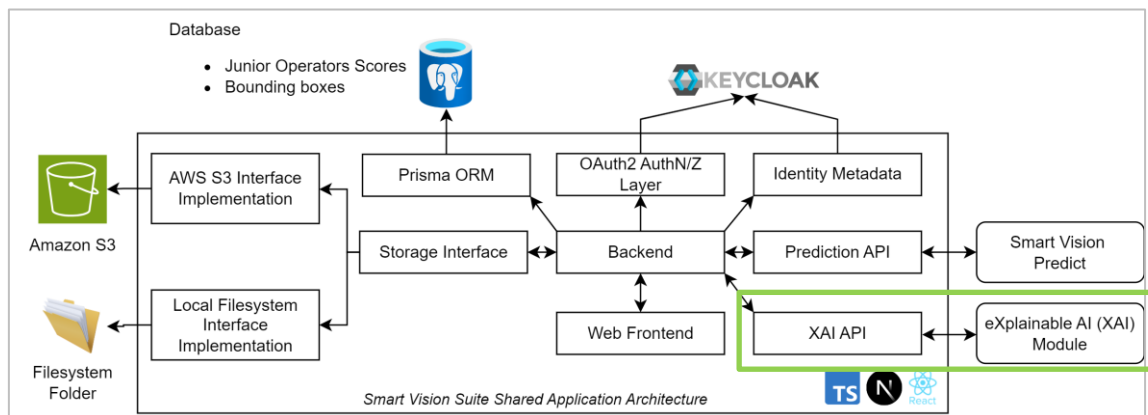 Database
Junior Operators Scores
Bounding boxes
KEYCLOAK
AWS S3 Interface
Implementation
Prisma ORM
OAuth2 AuthN/Z
Layer
Identity Metadata
Amazon S3
Storage Interface
Backend
Prediction API
Smart Vision
Predict
Local Filesystem
Interface
Implementation
Web Frontend
XAI API
eXplainable AI (XAI)
Module
Filesystem
Folder
Smart Vision Suite Shared Application Architecture
TS
N
React